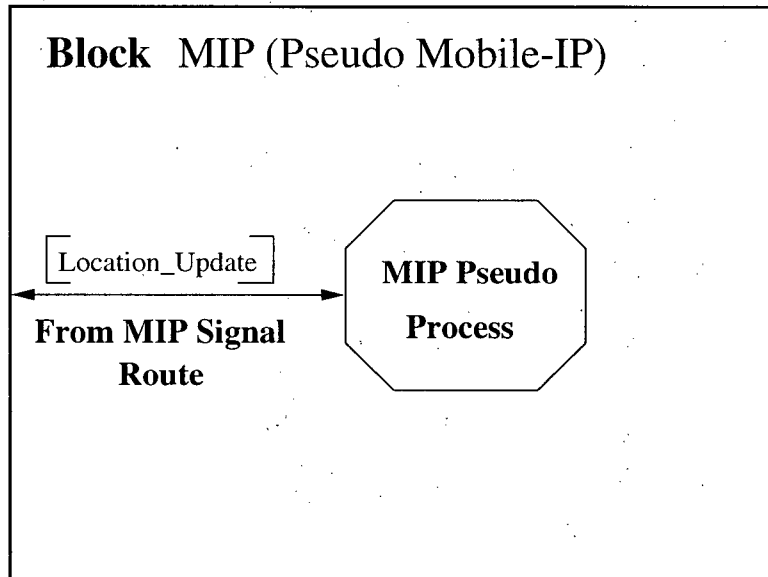 Block MIP (Pseudo Mobile-IP)
Location_Update
From MIP Signal
Route
MIP Pseudo
Process